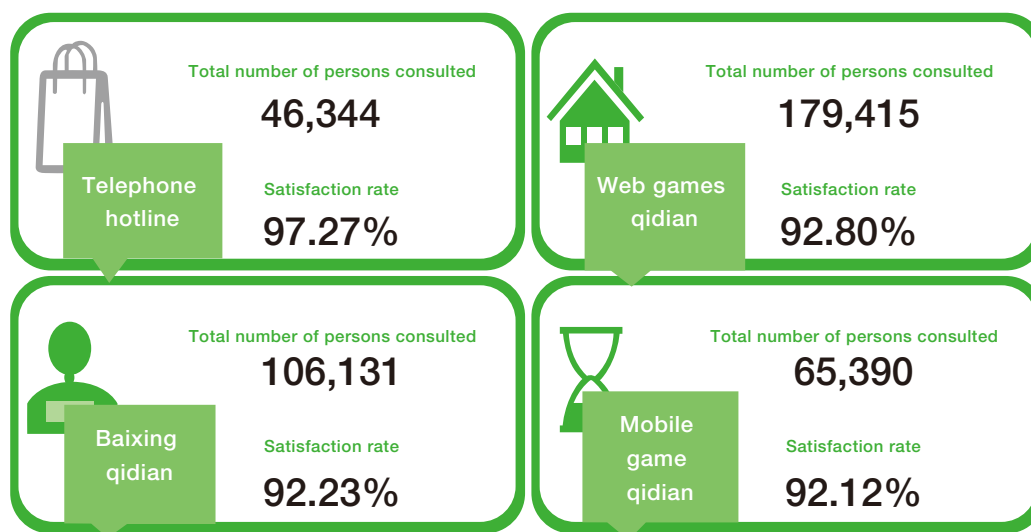 Total number of persons consulted
46,344
Telephone
hotline
Satisfaction rate
97.27%
Total number of persons consulted
179,415
Web games
qidian
Satisfaction rate
92.80%
Total number of persons consulted
106,131
Baixing
qidian
Satisfaction rate
92.23%
Total number of persons consulted
65,390
Mobile
game
qidian
Satisfaction rate
92.12%